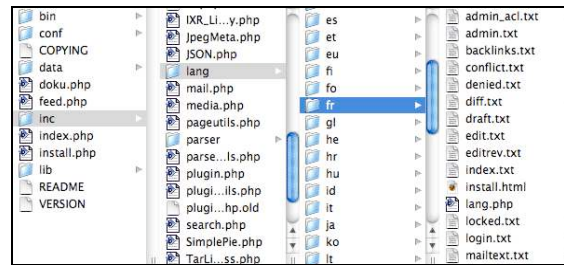 bin
conf
COPYING
data
doku.php
feed.php
inc
index.php
install.php
lib
README
VERSION
IXR_Li...y.php
JpegMeta.php
JSON.php
lang
mail.php
media.php
pageutils.php
parser
parse...ls.php
plugin.php
plugi...ils.php
plugi...hp.old
search.php
SimplePie.php
TarLi...ss.php
es
et
eu
fi
fo
fr
gl
he
hr
hu
id
it
ja
ko
lt
admin_acl.txt
admin.txt
backlinks.txt
conflict.txt
denied.txt
diff.txt
draft.txt
edit.txt
editrev.txt
index.txt
install.html
lang.php
locked.txt
login.txt
mailtext.txt